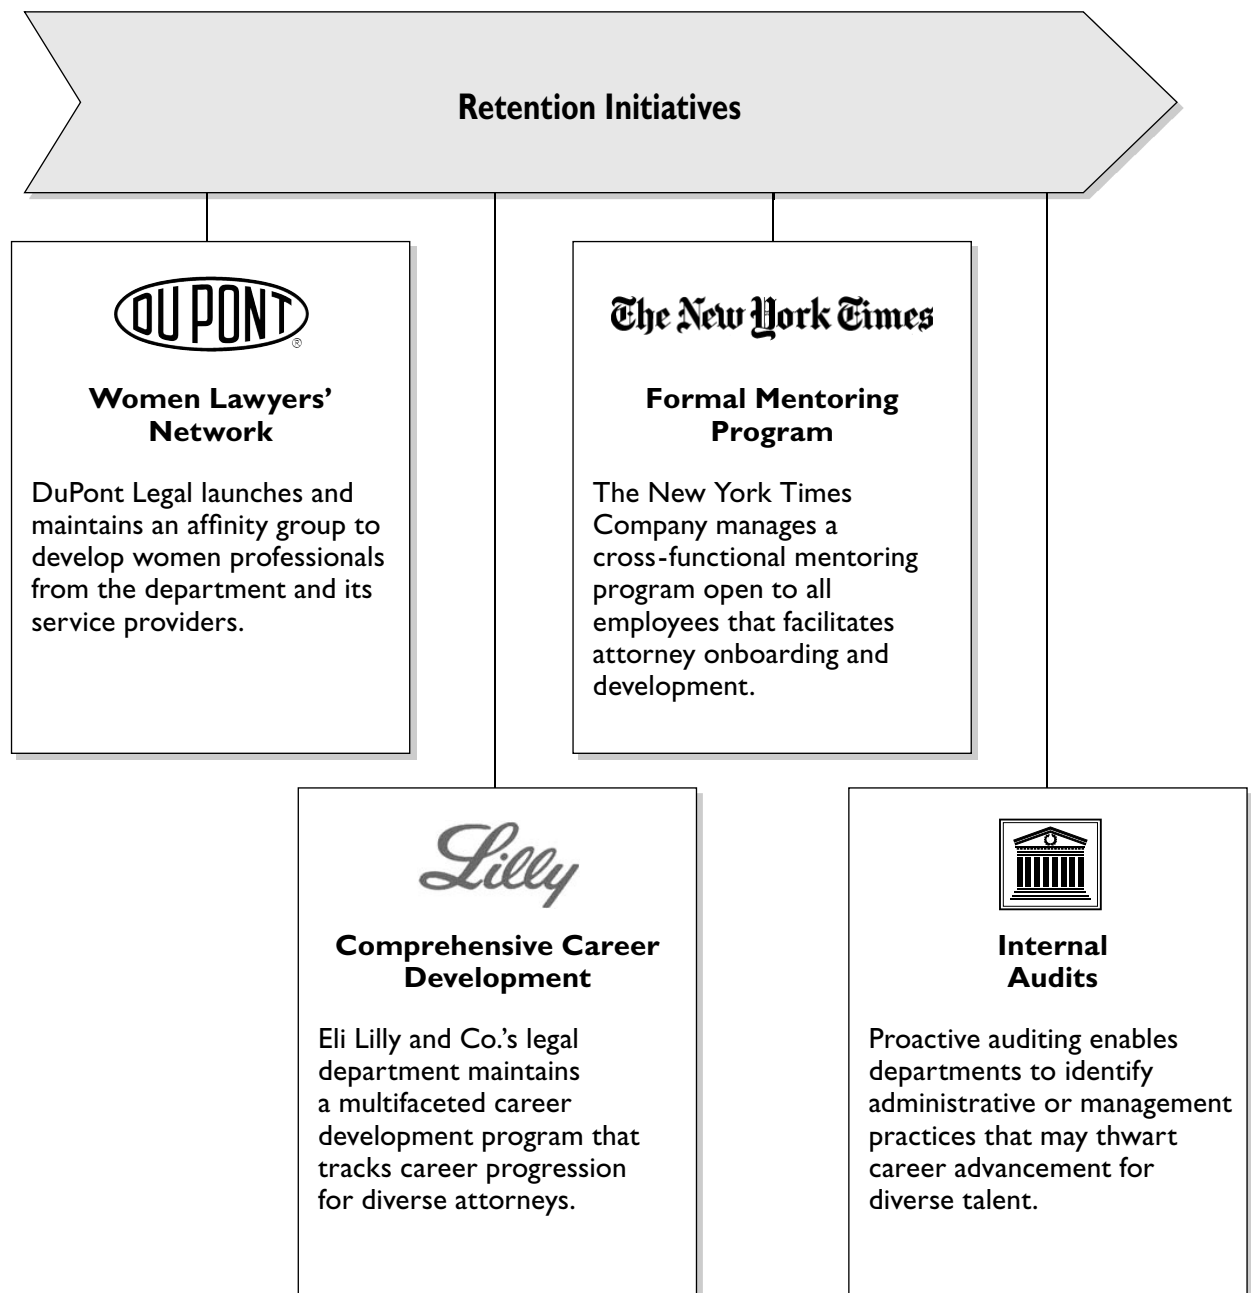 Retention Initiatives
DU PONT
®
Women Lawyers’
Network
DuPont Legal launches and
maintains an affinity group to
develop women professionals
from the department and its
service providers.
The New York Times
Formal Mentoring
Program
The New York Times
Company manages a
cross-functional mentoring
program open to all
employees that facilitates
attorney onboarding and
development.
Lilly
Comprehensive Career
Development
Eli Lilly and Co.’s legal
department maintains
a multifaceted career
development program that
tracks career progression
for diverse attorneys.
Internal
Audits
Proactive auditing enables
departments to identify
administrative or management
practices that may thwart
career advancement for
diverse talent.